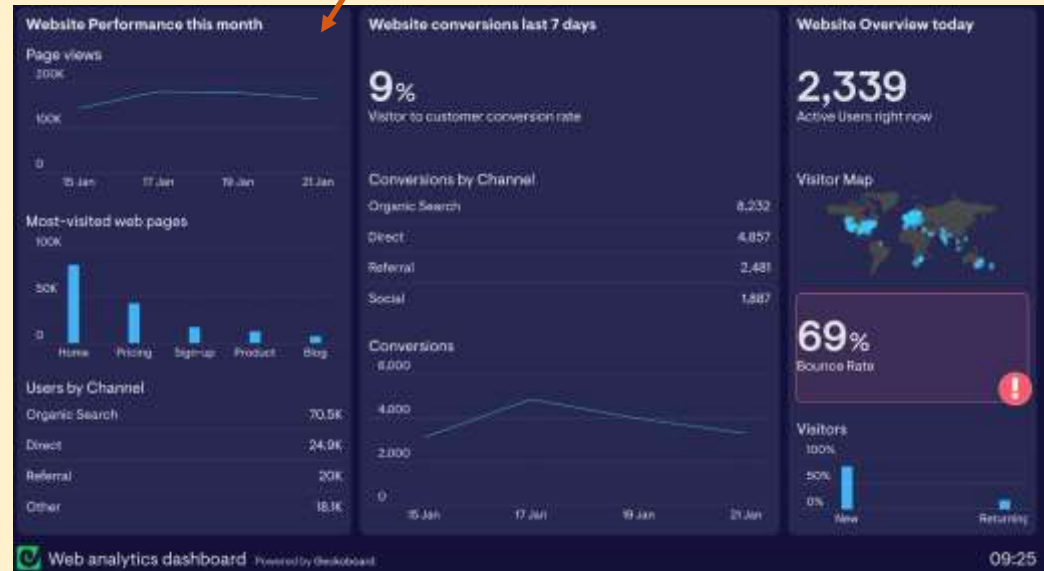 Website Performance this month
Page views
200K
100K
0
15 Jan 17 Jan 19 Jan 21 Jan
Most-visited web pages
100K
50K
0
Home Pricing Sign-up Product Blog
Users by Channel
Organic Search 70.5K
Direct 24.9K
Referral 20K
Other 18.1K
Website conversions last 7 days
9%
Visitor to customer conversion rate
Conversions by Channel
Organic Search 8,232
Direct 4,857
Referral 2,481
Social 1,887
Conversions
6,000
4,000
2,000
0
15 Jan 17 Jan 19 Jan 21 Jan
Website Overview today
2,339
Active Users right now
Visitor Map
69%
Bounce Rate
!
Visitors
100%
50%
0%
New Returning
Web analytics dashboard Powered by Geckoboard
09:25